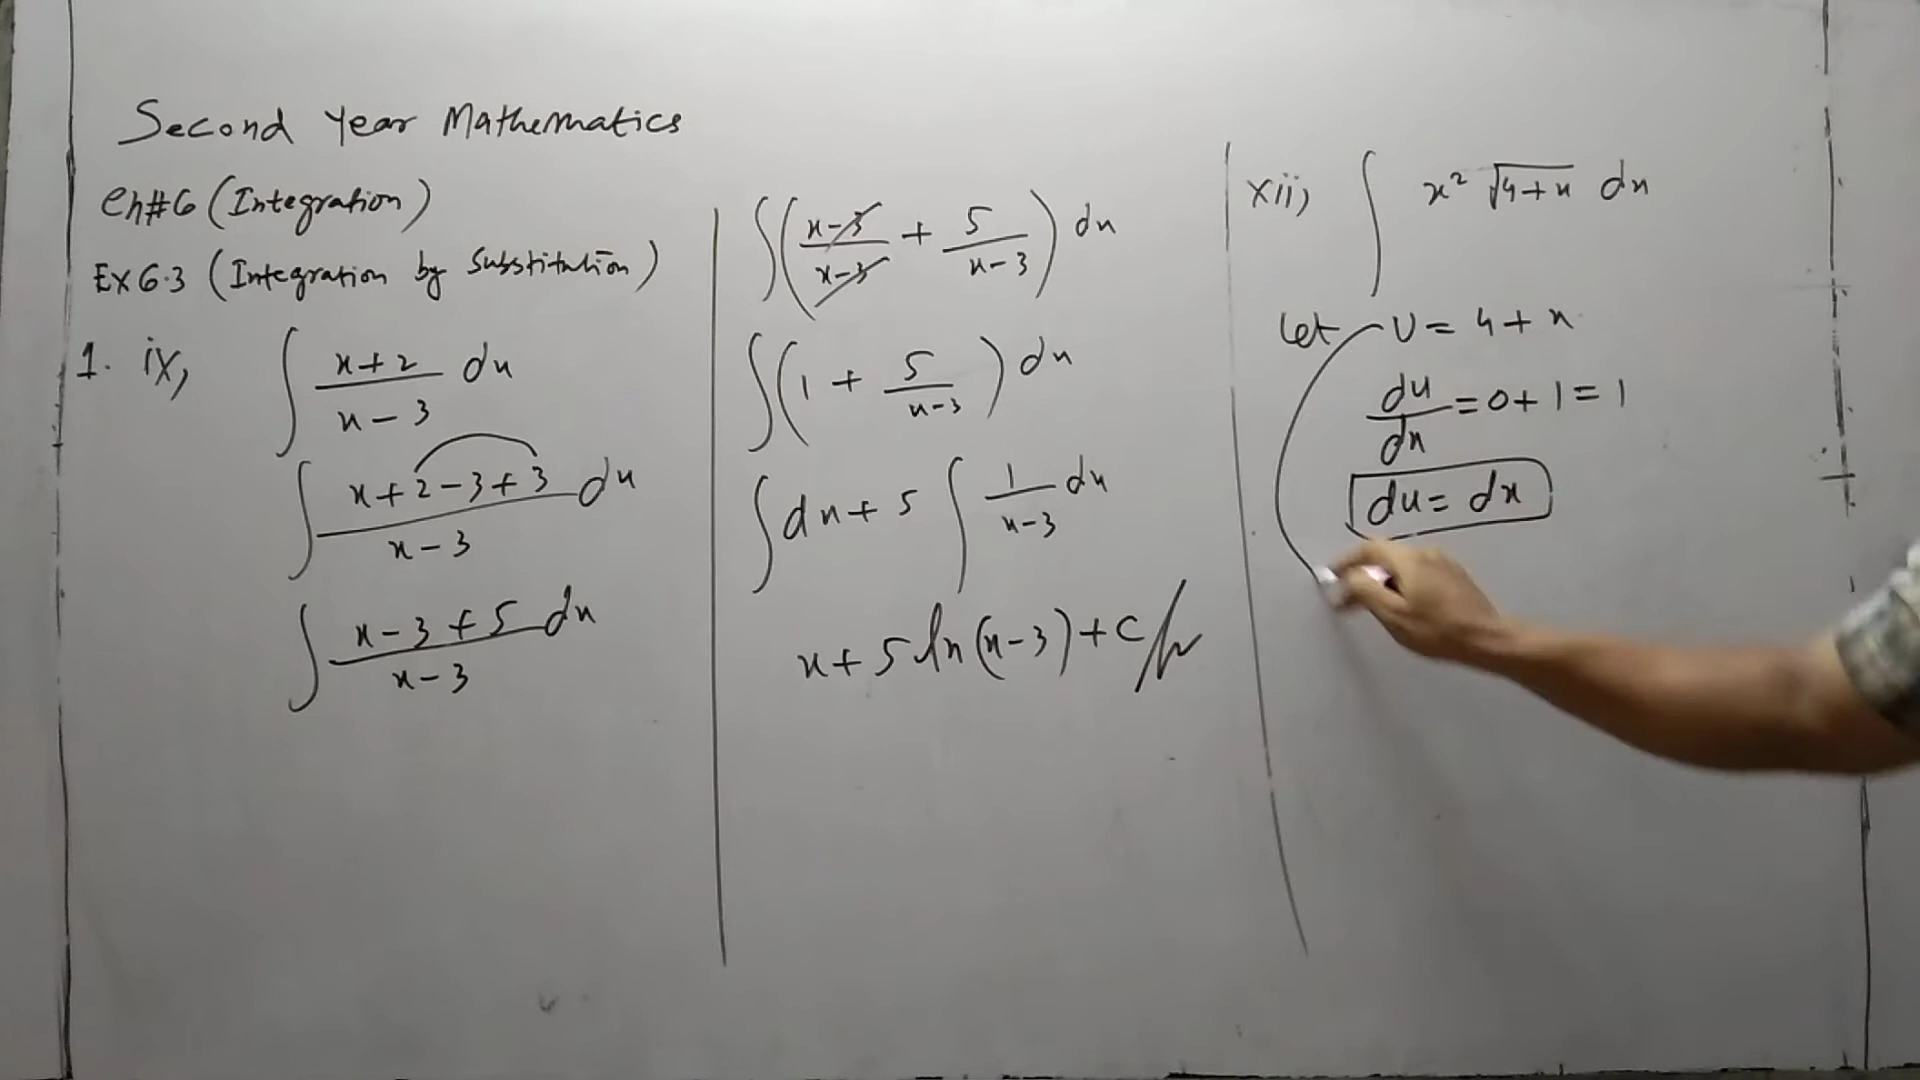 Second Year Mathematics
Ch#6 (Integration)
Ex 6.3 (Integration by Substitution)
1. ix, ∫ (x+2)/(x-3) dx
∫ (x+2-3+3)/(x-3) dx
∫ (x-3+5)/(x-3) dx
∫((x-3)/(x-3) + 5/(x-3)) dx
∫(1 + 5/(x-3)) dx
∫dx + 5 ∫ 1/(x-3) dx
x + 5 ln(x-3) + c
xii, ∫ x² √(4+x) dx
let U = 4+x
du/dx = 0+1 = 1
du = dx